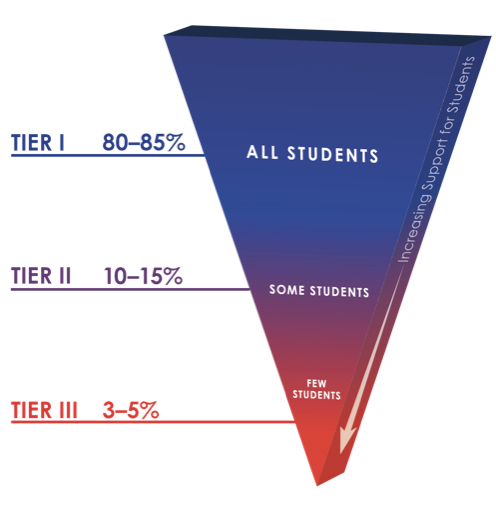 TIER I 80–85%
ALL STUDENTS
Increasing Support for Students
TIER II 10–15%
SOME STUDENTS
FEW
STUDENTS
TIER III 3–5%